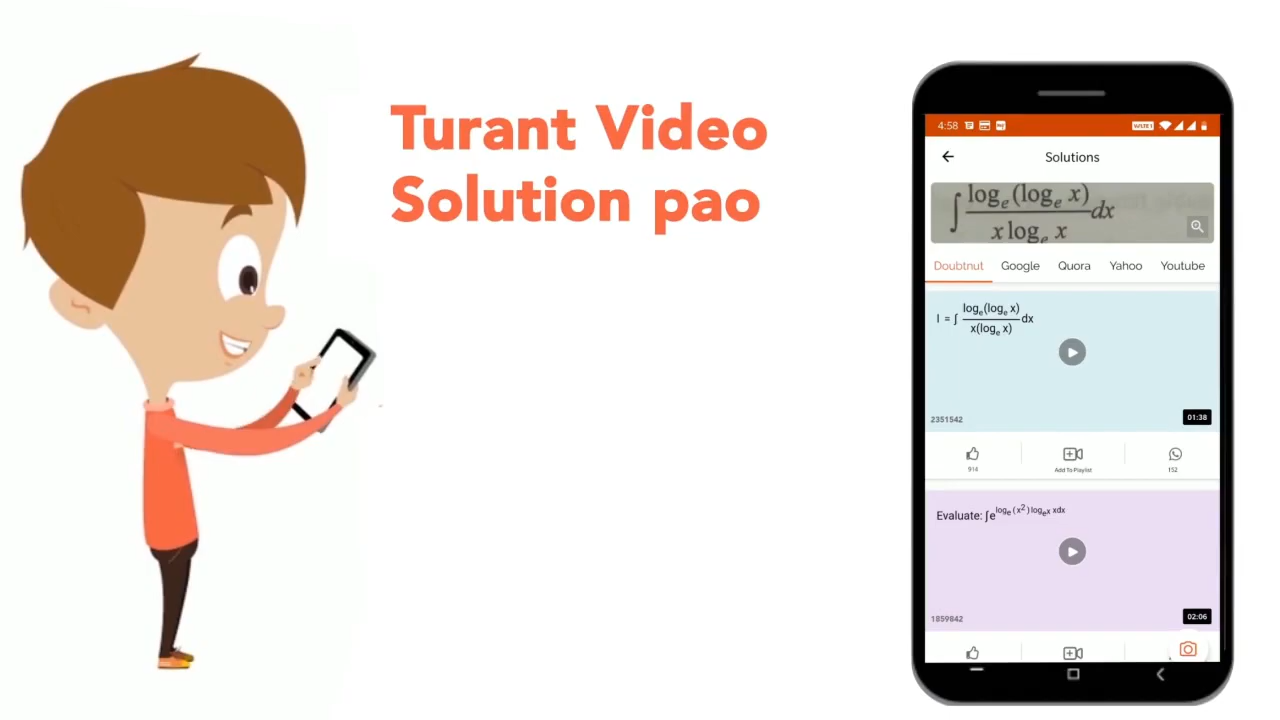 Turant Video
Solution pao
4:58
VoLTE1
Solutions
∫ logₑ(logₑ x) / x logₑ x dx
Doubtnut Google Quora Yahoo Youtube
I = ∫ logₑ(logₑ x) / x(logₑ x) dx
2351542 01:38
914 Add To Playlist 152
Evaluate: ∫e^logₑ(x²)logₑx xdx
1859842 02:06